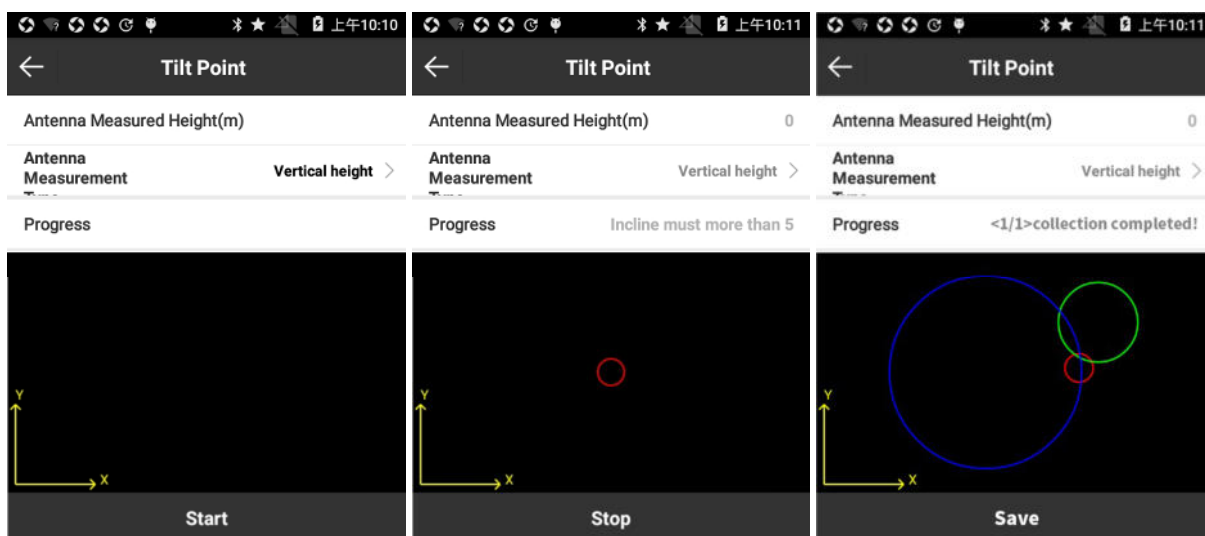 上午10:10
Tilt Point
Antenna Measured Height(m)
Antenna
Measurement
Vertical height
Progress
Y
X
Start
上午10:11
Tilt Point
Antenna Measured Height(m) 0
Antenna
Measurement
Vertical height
Progress Incline must more than 5
Y
X
Stop
上午10:11
Tilt Point
Antenna Measured Height(m) 0
Antenna
Measurement
Vertical height
Progress <1/1>collection completed!
Y
X
Save